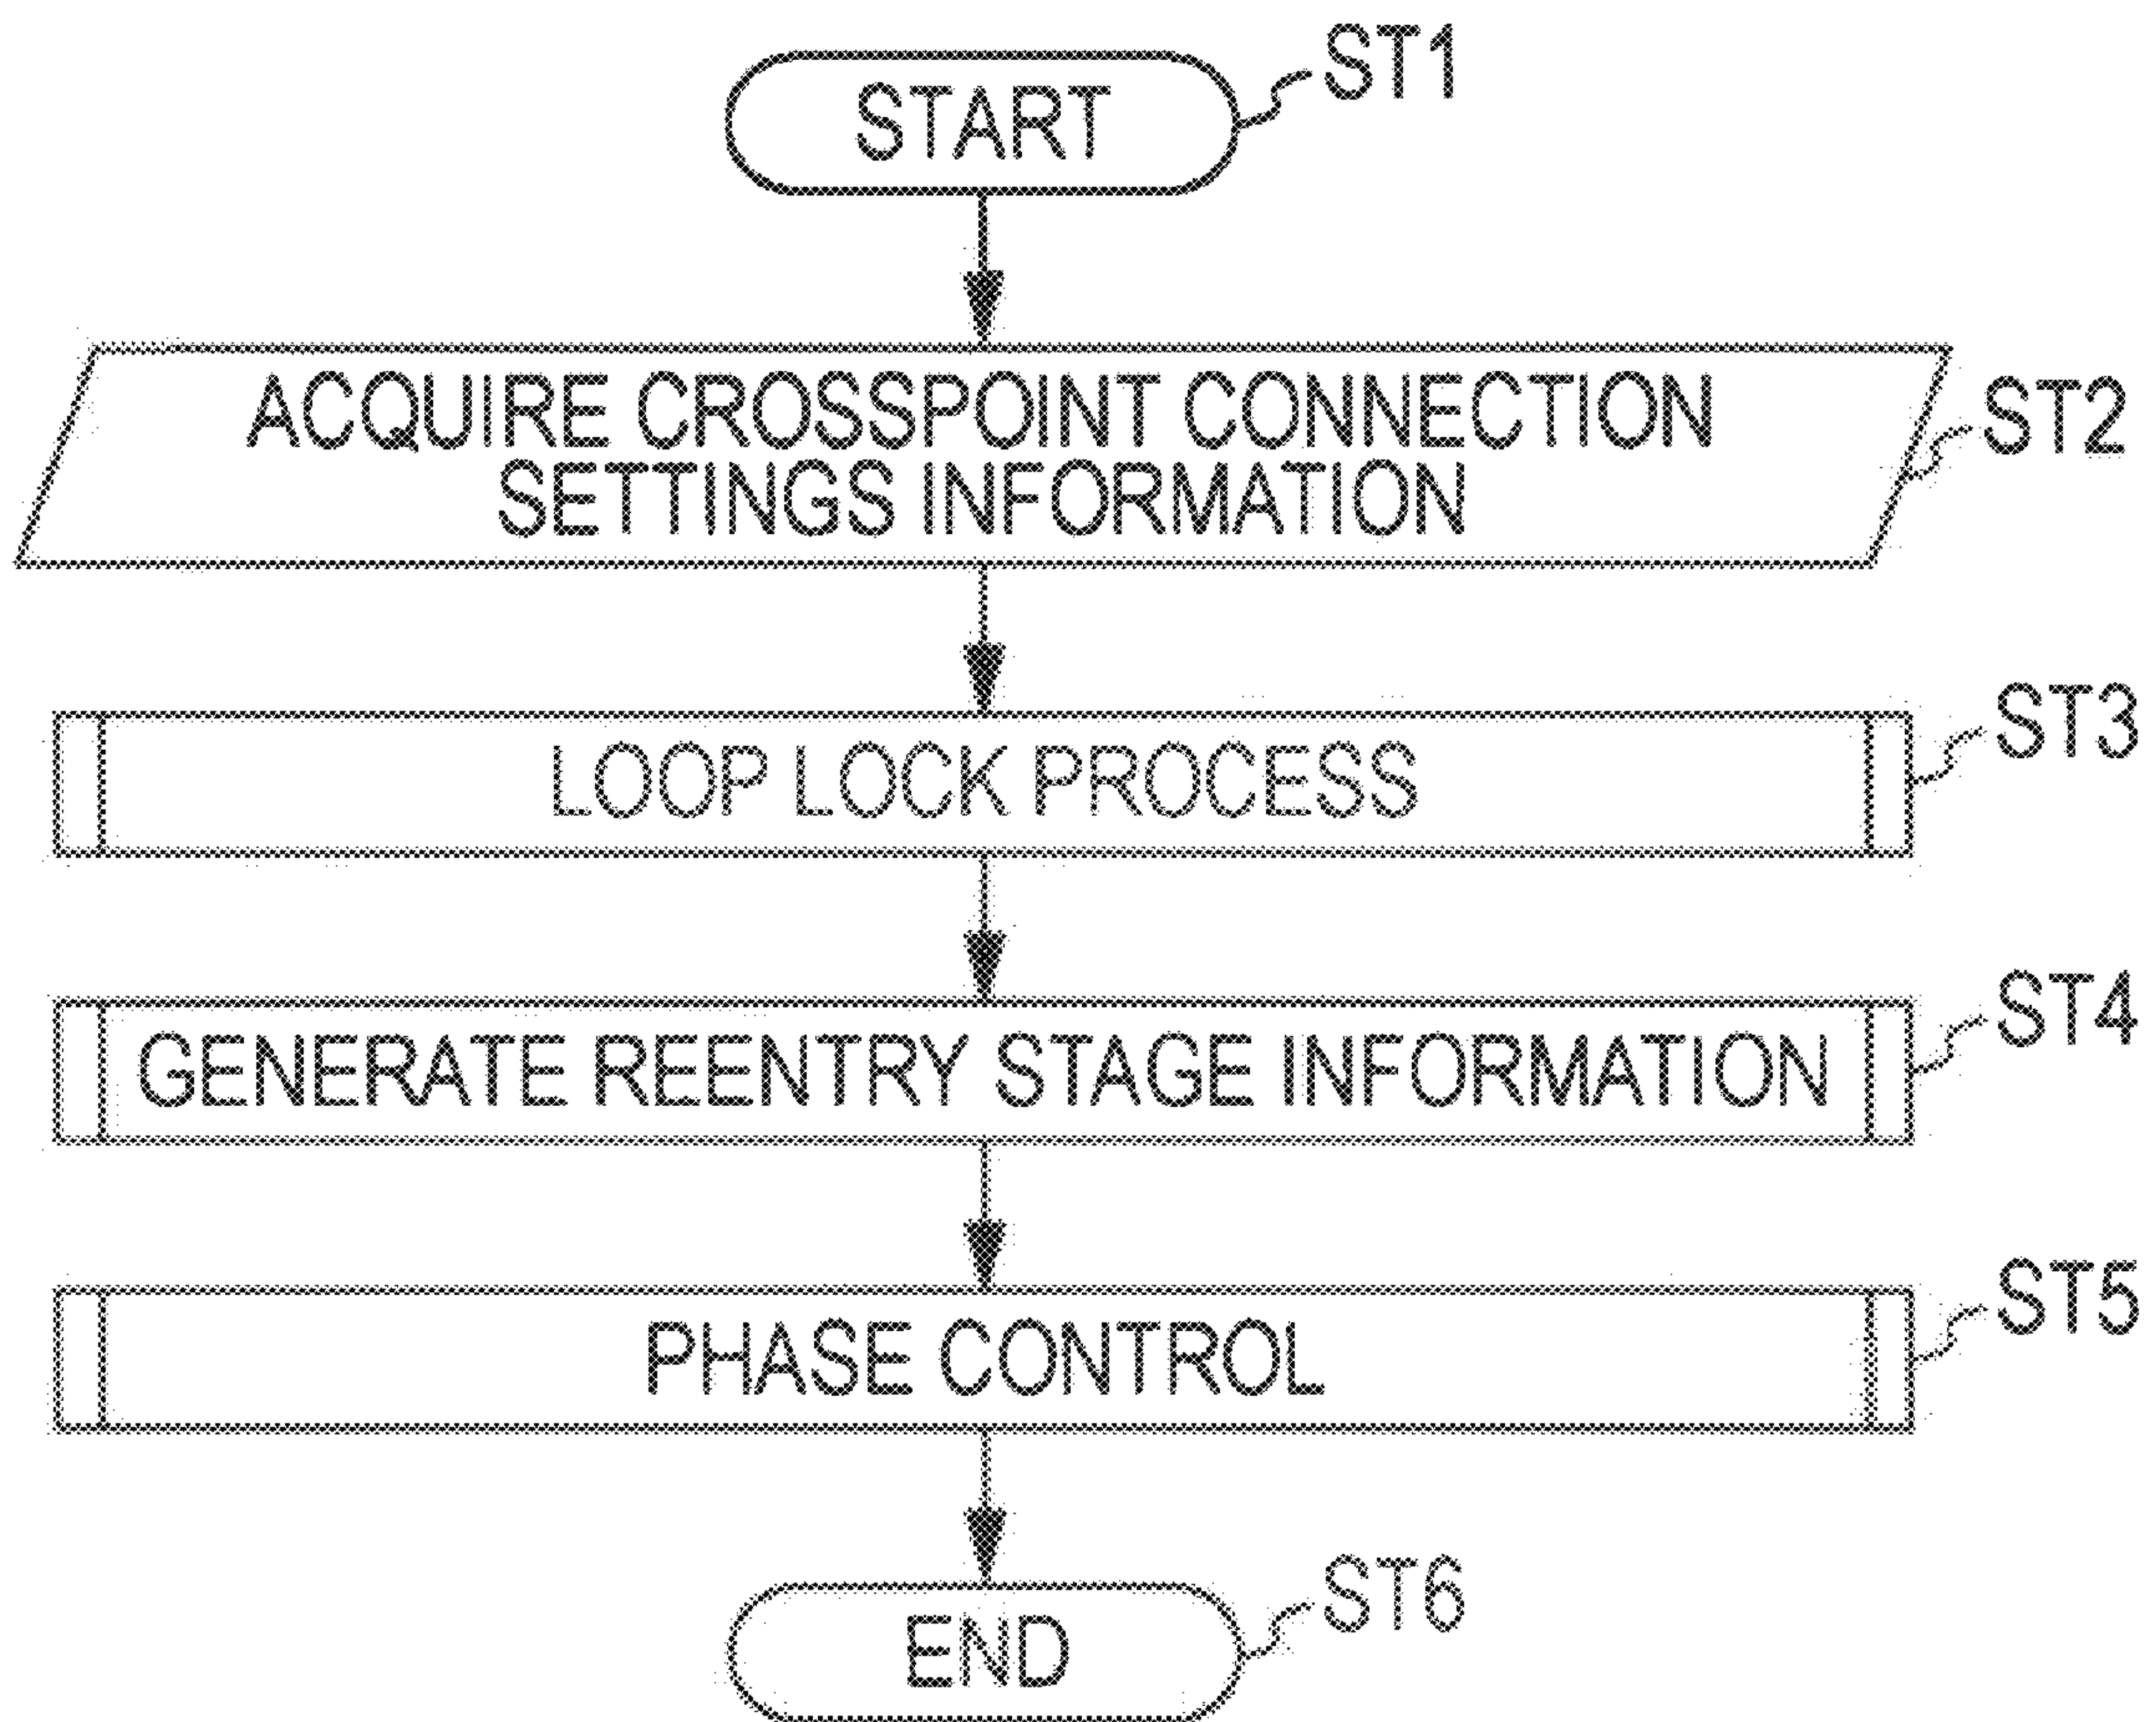 START
ST1
ACQUIRE CROSSPOINT CONNECTION
SETTINGS INFORMATION
ST2
LOOP LOCK PROCESS
ST3
GENERATE REENTRY STAGE INFORMATION
ST4
PHASE CONTROL
ST5
END
ST6